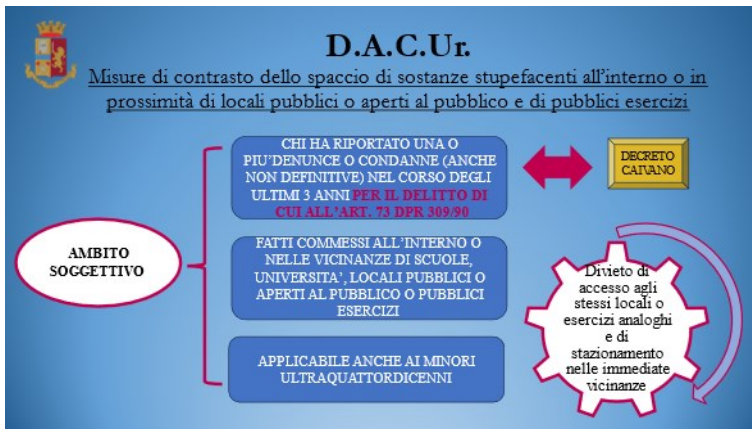 D.A.C.Ur.
Misure di contrasto dello spaccio di sostanze stupefacenti all'interno o in
prossimità di locali pubblici o aperti al pubblico e di pubblici esercizi
AMBITO
SOGGETTIVO
CHI HA RIPORTATO UNA O
PIU'DENUNCE O CONDANNE (ANCHE
NON DEFINITIVE) NEL CORSO DEGLI
ULTIMI 3 ANNI PER IL DELITTO DI
CUI ALL'ART. 73 DPR 309/90
DECRETO
CAIVANO
FATTI COMMESSI ALL'INTERNO O
NELLE VICINANZE DI SCUOLE,
UNIVERSITA', LOCALI PUBBLICI O
APERTI AL PUBBLICO O PUBBLICI
ESERCIZI
APPLICABILE ANCHE AI MINORI
ULTRAQUATTORDICENNI
Divieto di
accesso agli
stessi locali o
esercizi analoghi
e di
stazionamento
nelle immediate
vicinanze